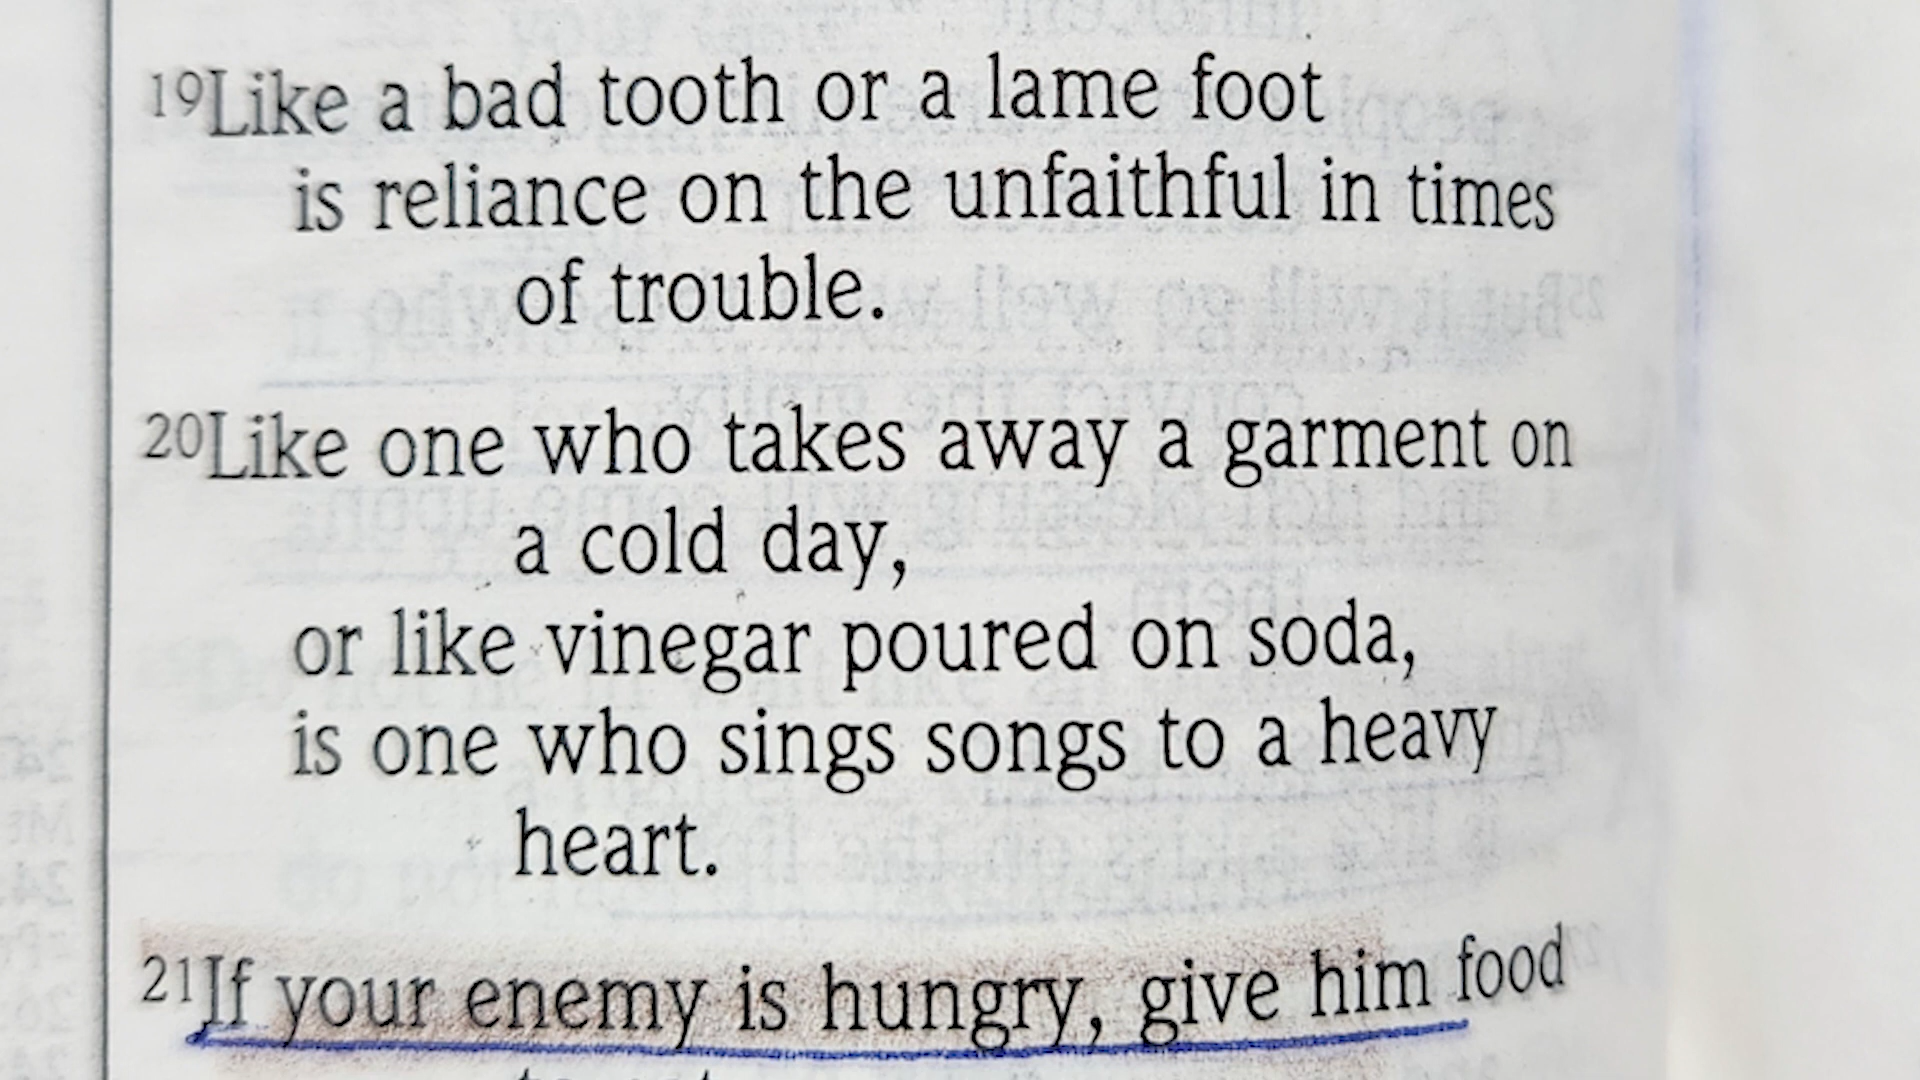 19Like a bad tooth or a lame foot
is reliance on the unfaithful in times
of trouble.
20Like one who takes away a garment on
a cold day,
or like vinegar poured on soda,
is one who sings songs to a heavy
heart.
21If your enemy is hungry, give him food